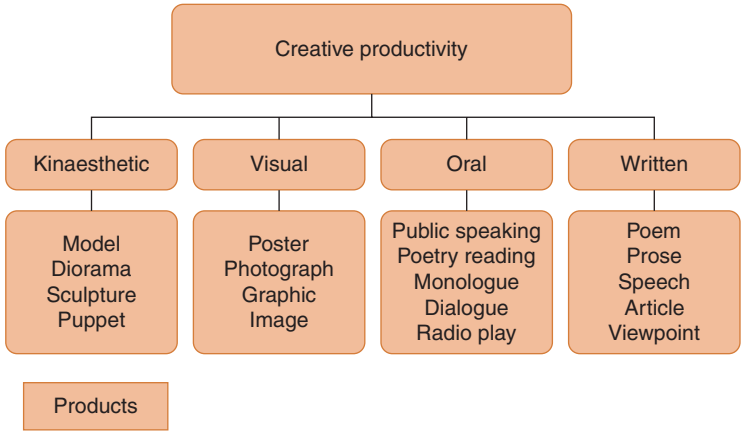 Creative productivity
Kinaesthetic
Visual
Oral
Written
Model
Diorama
Sculpture
Puppet
Poster
Photograph
Graphic
Image
Public speaking
Poetry reading
Monologue
Dialogue
Radio play
Poem
Prose
Speech
Article
Viewpoint
Products